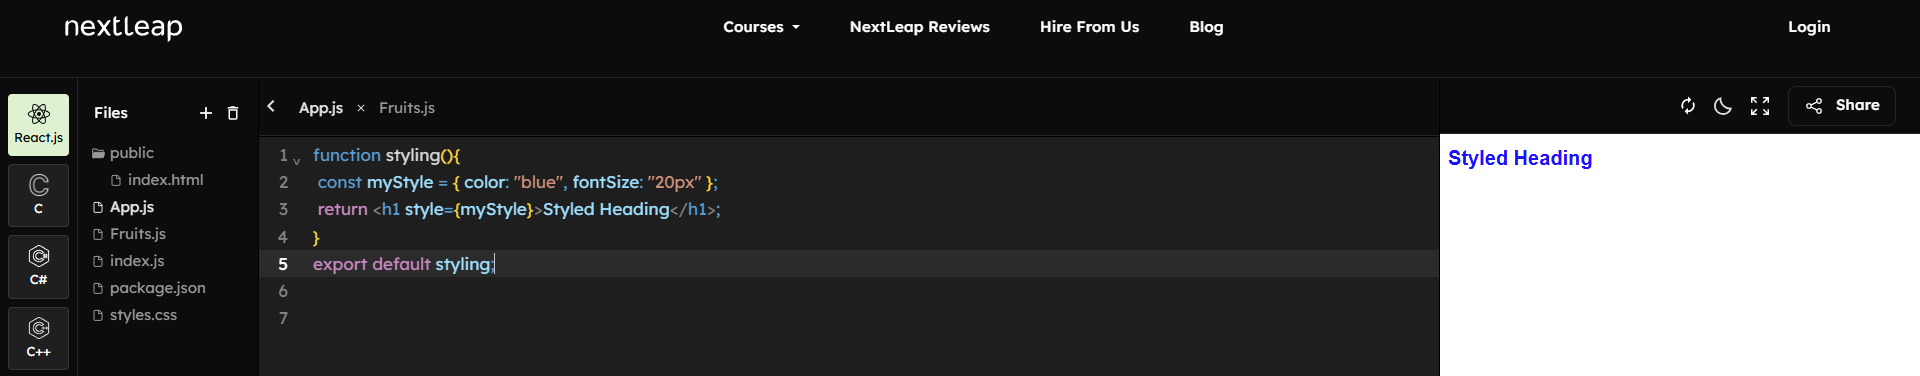 nextleap
Courses
NextLeap Reviews
Hire From Us
Blog
Login
React.js
C
C#
C++
Files
public
index.html
App.js
Fruits.js
index.js
package.json
styles.css
App.js × Fruits.js
1 function styling(){
2 const myStyle = { color: "blue", fontSize: "20px" };
3 return <h1 style={myStyle}>Styled Heading</h1>;
4 }
5 export default styling;
6
7
Share
Styled Heading